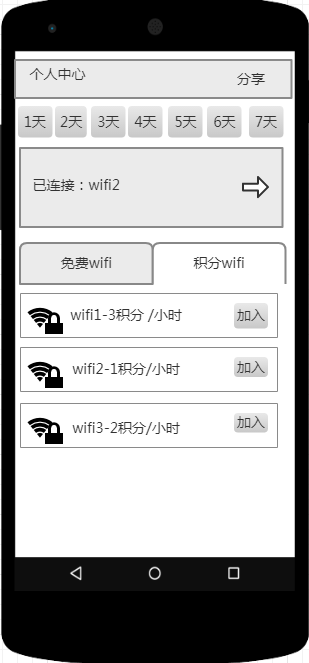 个人中心 分享
1天 2天 3天 4天 5天 6天 7天
已连接：wifi2
免费wifi 积分wifi
wifi1-3积分 /小时 加入
wifi2-1积分/小时 加入
wifi3-2积分/小时 加入